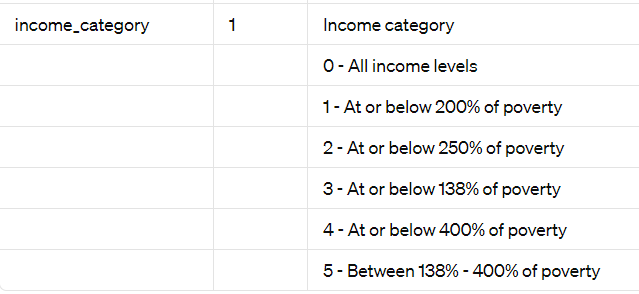 income_category 1 Income category
0 - All income levels
1 - At or below 200% of poverty
2 - At or below 250% of poverty
3 - At or below 138% of poverty
4 - At or below 400% of poverty
5 - Between 138% - 400% of poverty